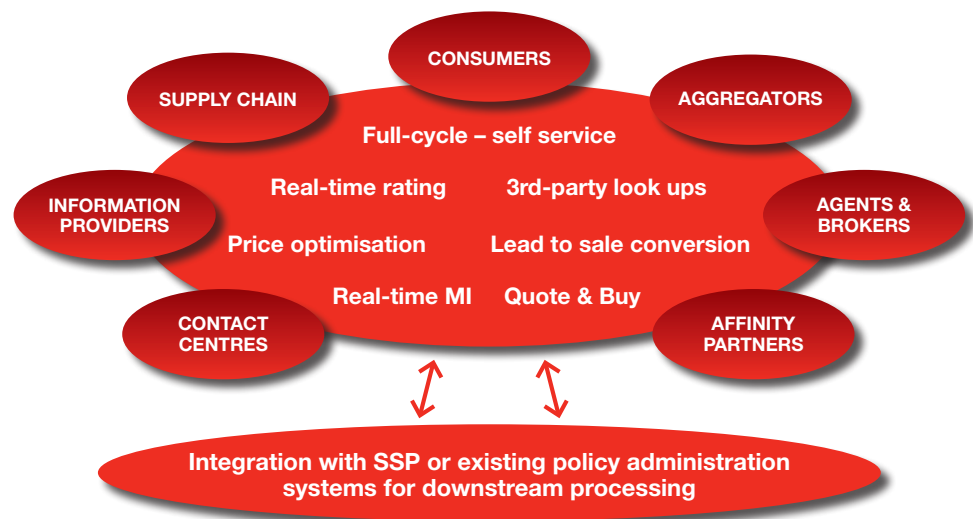 CONSUMERS
SUPPLY CHAIN
AGGREGATORS
Full-cycle – self service
Real-time rating
3rd-party look ups
INFORMATION
PROVIDERS
AGENTS &
BROKERS
Price optimisation
Lead to sale conversion
Real-time MI
Quote & Buy
CONTACT
CENTRES
AFFINITY
PARTNERS
Integration with SSP or existing policy administration
systems for downstream processing